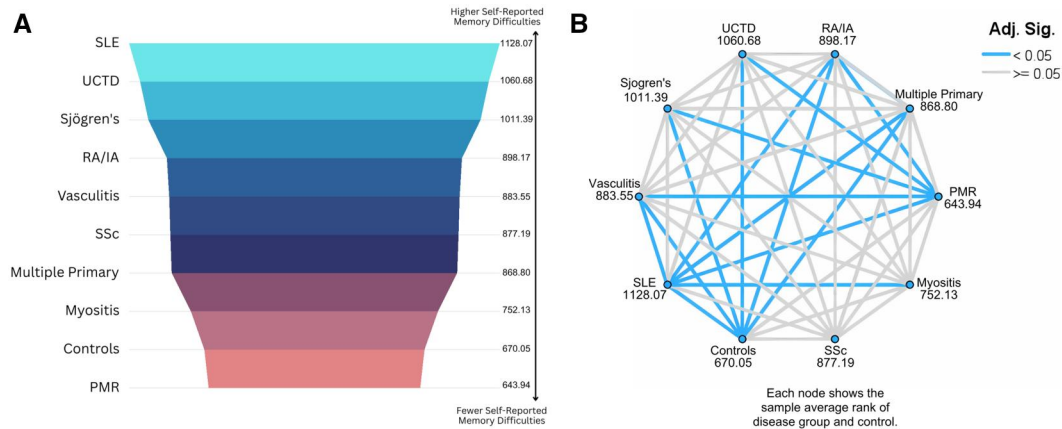 A
Higher Self-Reported
Memory Difficulties
SLE
1128.07
UCTD
1060.68
Sjögren's
1011.39
RA/IA
898.17
Vasculitis
883.55
SSc
877.19
Multiple Primary
868.80
Myositis
752.13
Controls
670.05
PMR
643.94
Fewer Self-Reported
Memory Difficulties
B
Adj. Sig.
< 0.05
>= 0.05
UCTD
1060.68
RA/IA
898.17
Sjogren's
1011.39
Multiple Primary
868.80
Vasculitis
883.55
PMR
643.94
SLE
1128.07
Myositis
752.13
Controls
670.05
SSc
877.19
Each node shows the
sample average rank of
disease group and control.